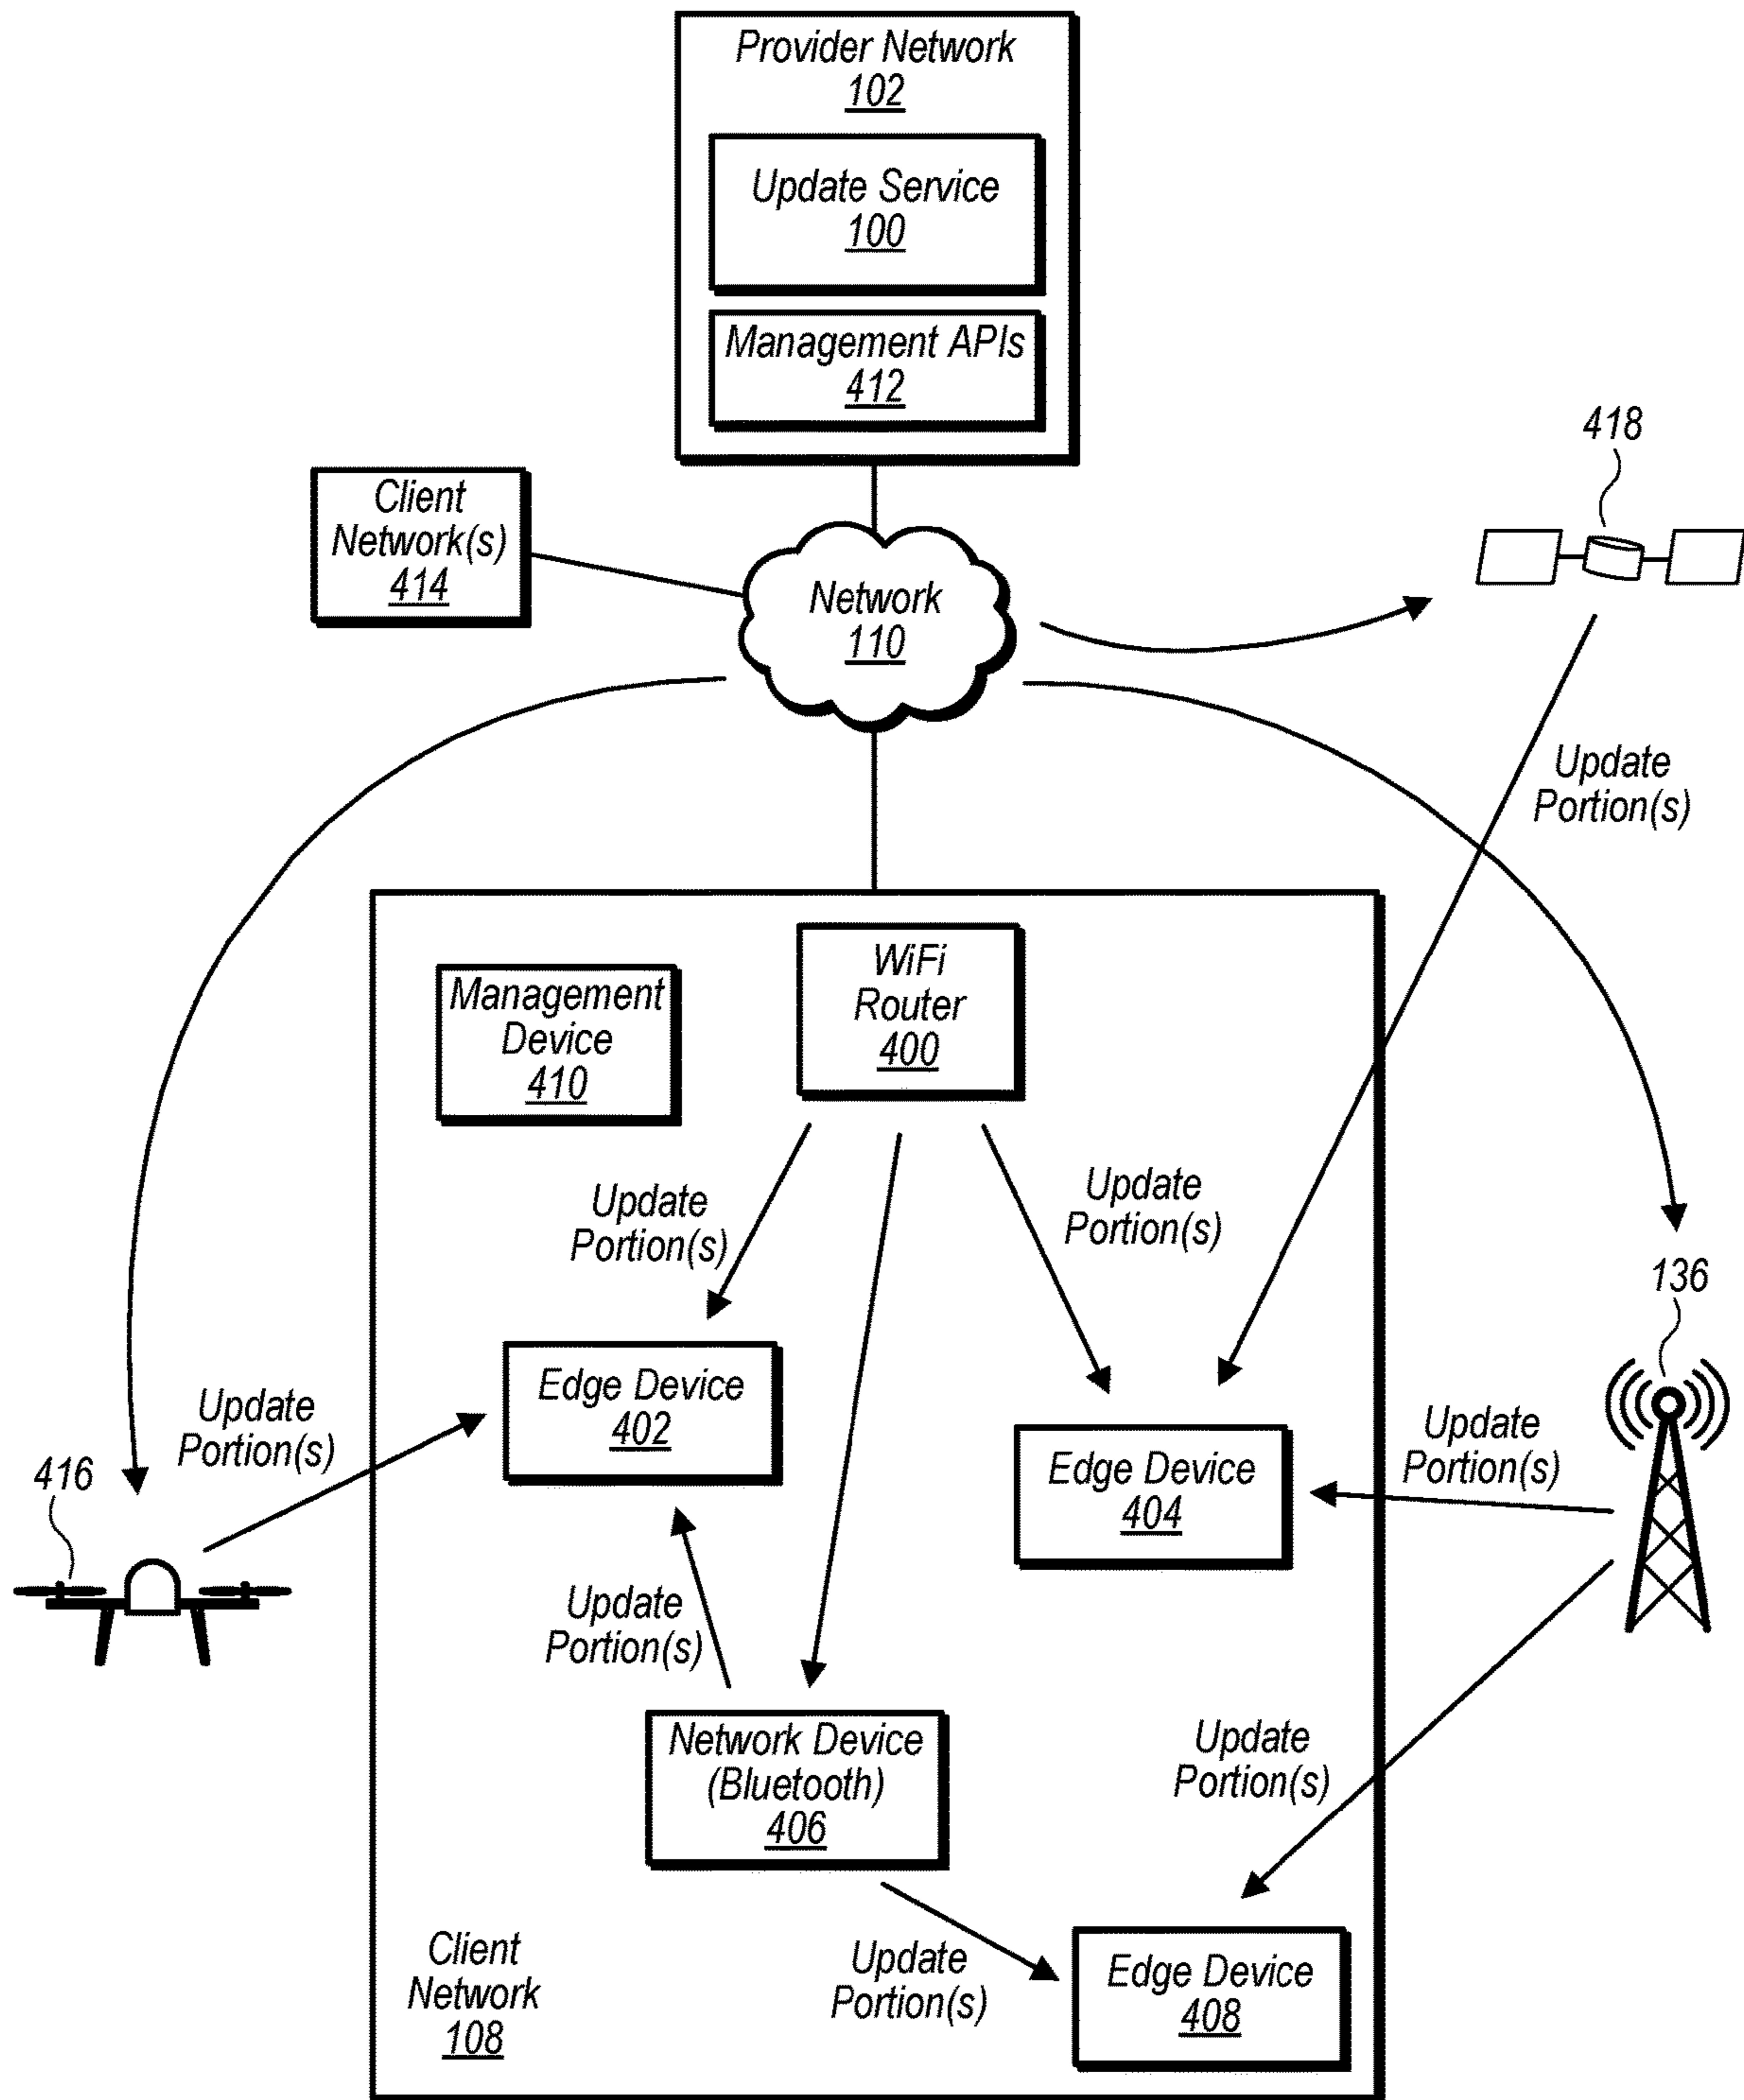 Provider Network
102
Update Service
100
Management APIs
412
418
Client
Network(s)
414
Network
110
Update
Portion(s)
WiFi
Router
400
Management
Device
410
Update
Portion(s)
Update
Portion(s)
136
Edge Device
402
Update
Portion(s)
Update
Portion(s)
Edge Device
404
416
Update
Portion(s)
Network Device
(Bluetooth)
406
Update
Portion(s)
Client
Network
108
Update
Portion(s)
Edge Device
408